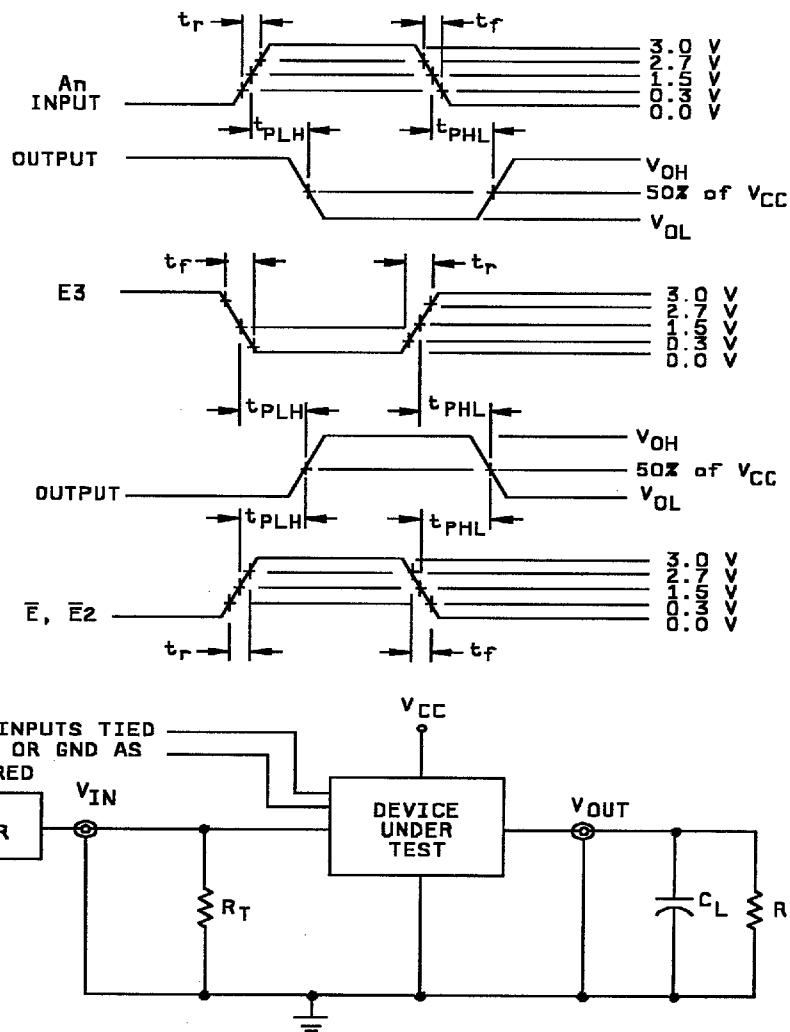 tr
tf
3.0 V
2.7 V
1.5 V
0.3 V
0.0 V
An
INPUT
tPLH
tPHL
OUTPUT
VOH
50% of VCC
VOL
tf
tr
E3
3.0 V
2.7 V
1.5 V
0.3 V
0.0 V
tPLH
tPHL
VOH
50% of VCC
OUTPUT
VOL
tPLH
tPHL
3.0 V
2.7 V
1.5 V
0.3 V
0.0 V
E̅, E̅2
tr
tf
VCC
INPUTS TIED
OR GND AS
RED
VIN
R
DEVICE
UNDER
TEST
VOUT
RT
CL
R